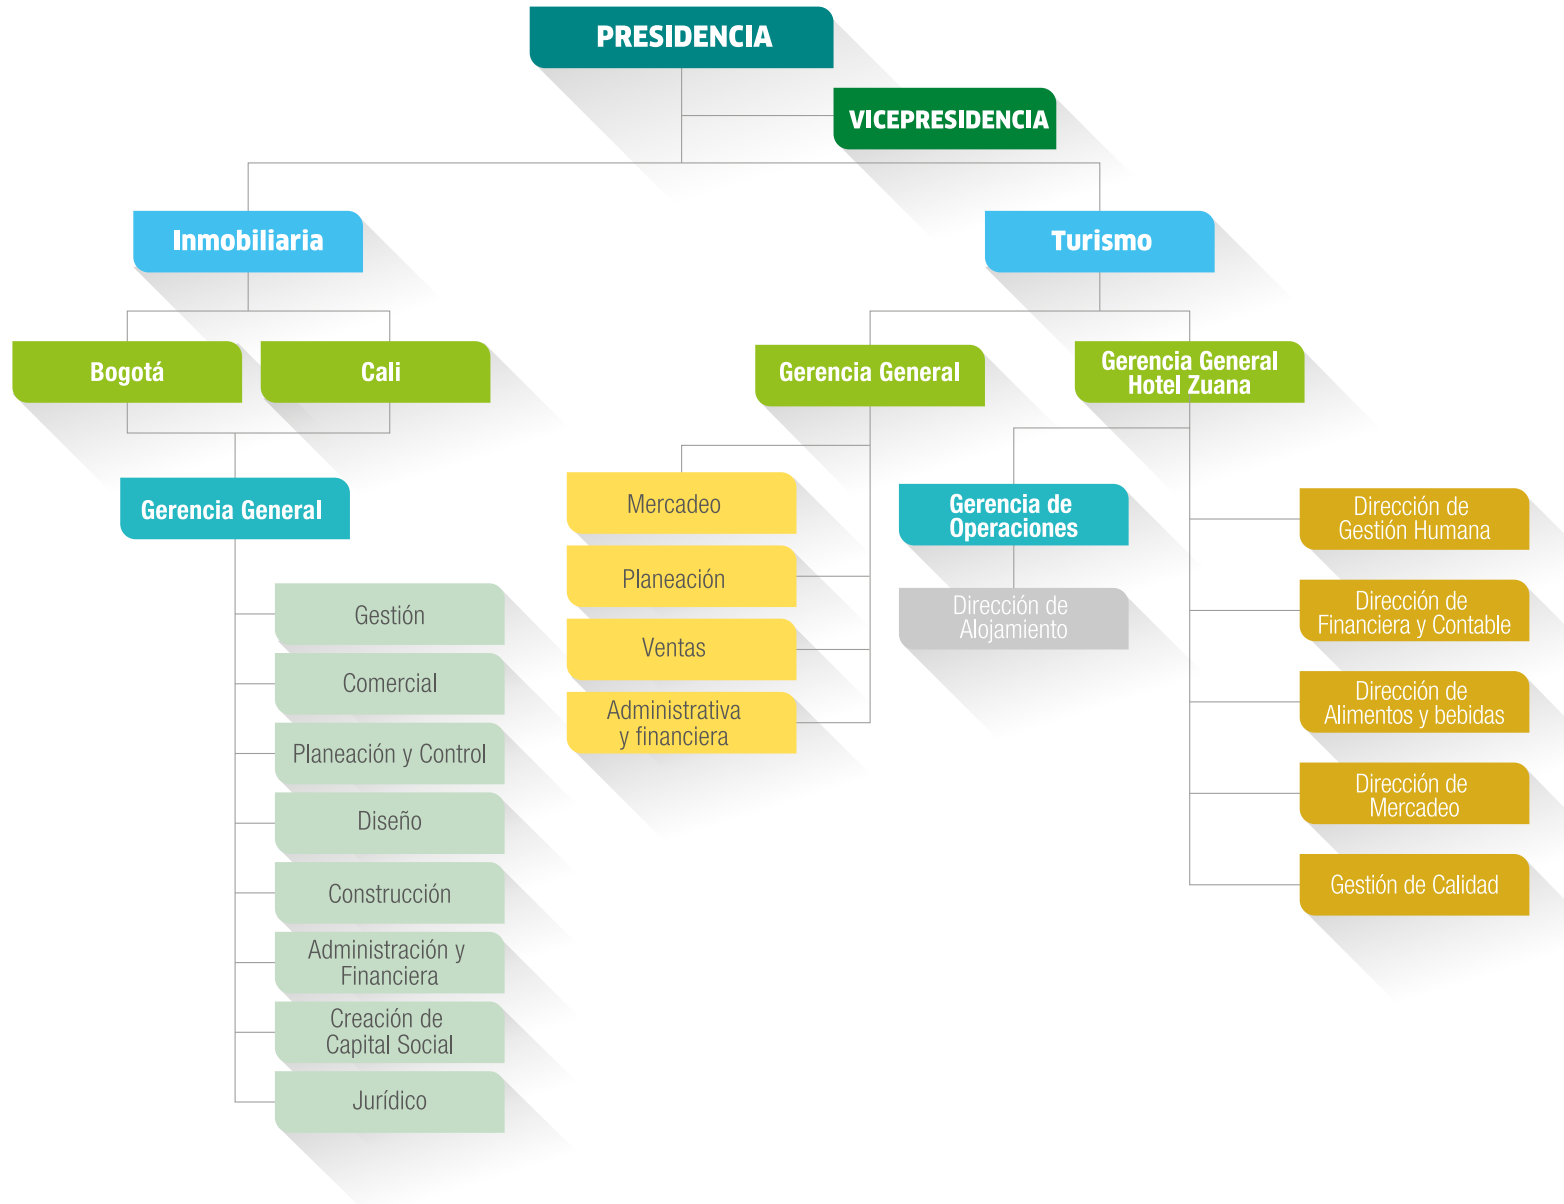 PRESIDENCIA
VICEPRESIDENCIA
Inmobiliaria
Turismo
Bogotá
Cali
Gerencia General
Gerencia General
Hotel Zuana
Gerencia General
Mercadeo
Planeación
Ventas
Administrativa
y financiera
Gerencia de
Operaciones
Dirección de
Alojamiento
Dirección de
Gestión Humana
Dirección de
Financiera y Contable
Dirección de
Alimentos y bebidas
Dirección de
Mercadeo
Gestión de Calidad
Gestión
Comercial
Planeación y Control
Diseño
Construcción
Administración y
Financiera
Creación de
Capital Social
Jurídico